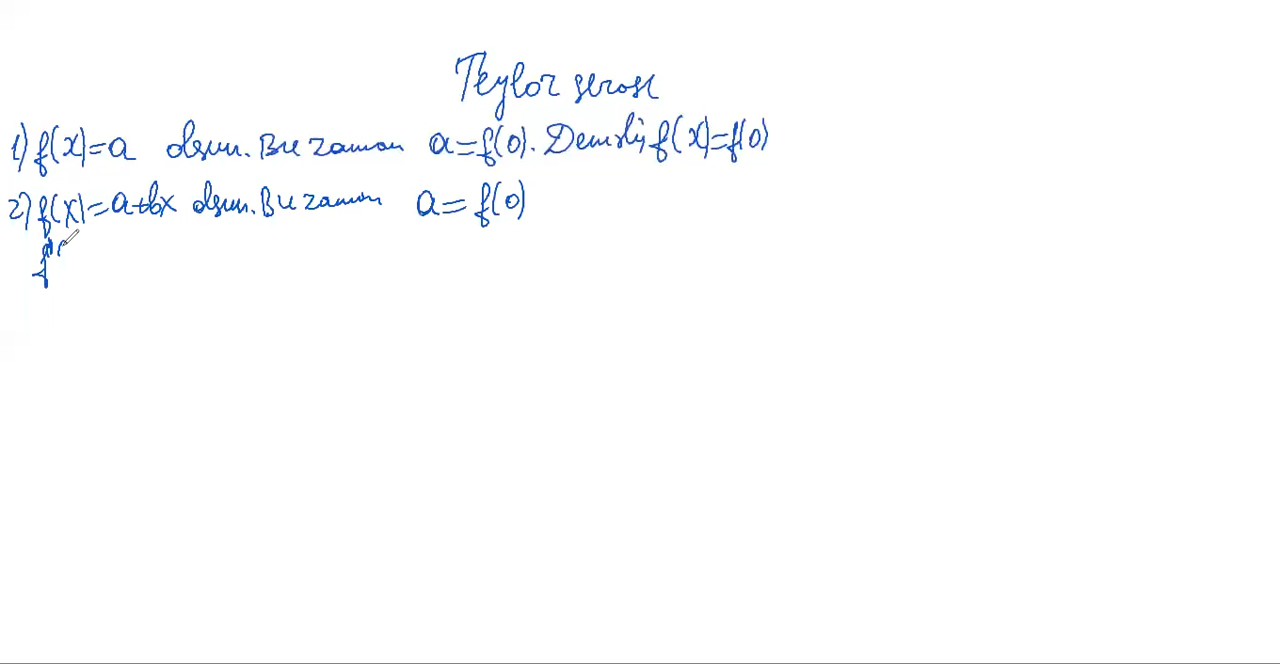 Teylor sırası
1) f(x)=a olsun. Bu zaman a=f(0). Deməli, f(x)=f(0)
2) f(x)=a+bx olsun. Bu zaman a=f(0)
f'(